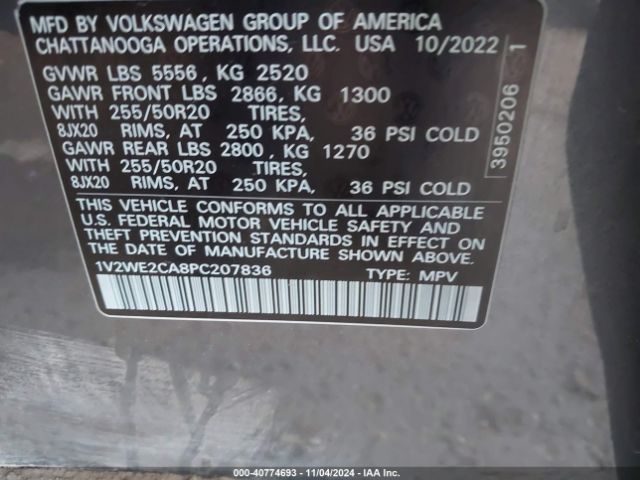 MFD BY VOLKSWAGEN GROUP OF AMERICA
CHATTANOOGA OPERATIONS, LLC. USA 10/2022
GVWR LBS 5556 , KG 2520
GAWR FRONT LBS 2866, KG 1300
WITH 255/50R20 TIRES,
8JX20 RIMS, AT 250 KPA, 36 PSI COLD
GAWR REAR LBS 2800 , KG 1270
WITH 255/50R20 TIRES,
8JX20 RIMS, AT 250 KPA, 36 PSI COLD
THIS VEHICLE CONFORMS TO ALL APPLICABLE
U.S. FEDERAL MOTOR VEHICLE SAFETY AND
THEFT PREVENTION STANDARDS IN EFFECT ON
THE DATE OF MANUFACTURE SHOWN ABOVE.
1V2WE2CA8PC207836 TYPE: MPV
3950206 1
000-40774693 - 11/04/2024 - IAA Inc.